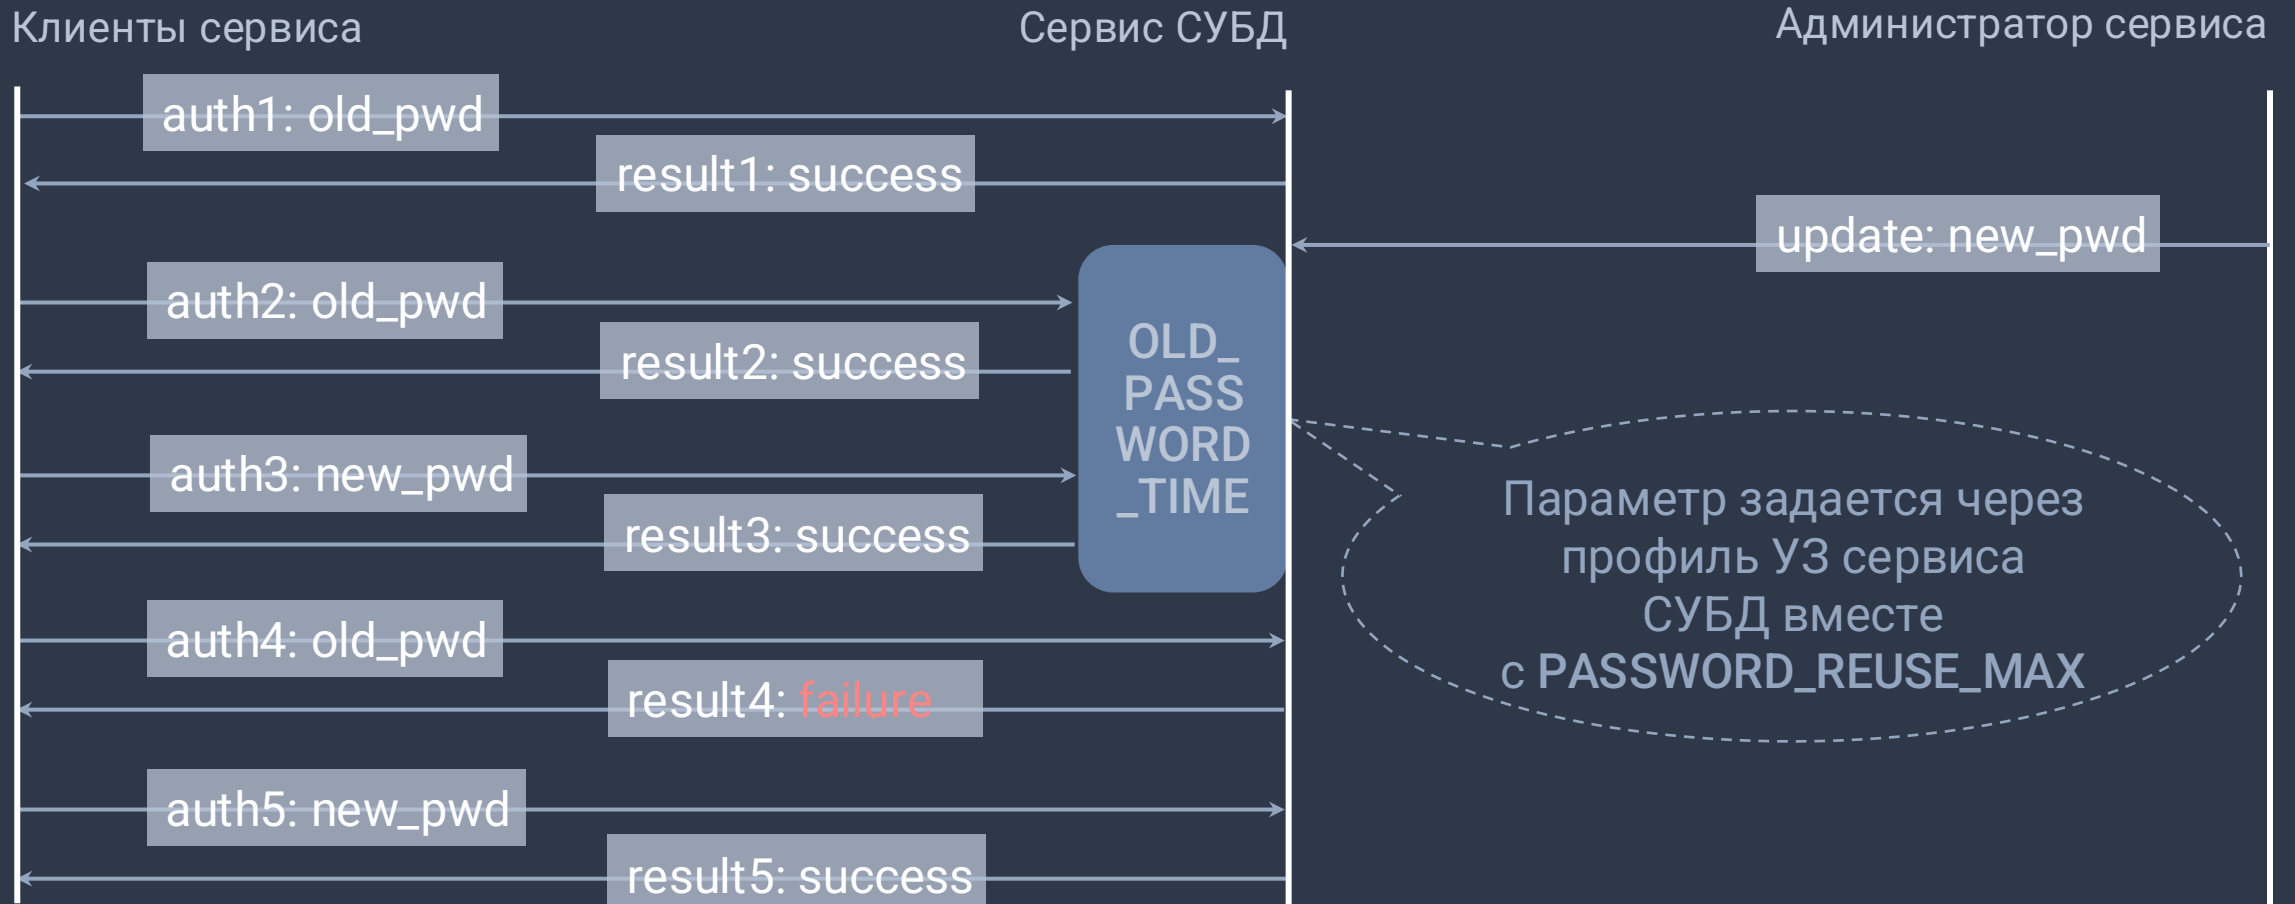 Клиенты сервиса
Сервис СУБД
Администратор сервиса
auth1: old_pwd
result1: success
update: new_pwd
auth2: old_pwd
result2: success
auth3: new_pwd
result3: success
OLD_
PASS
WORD
_TIME
Параметр задается через
профиль УЗ сервиса
СУБД вместе
с PASSWORD_REUSE_MAX
auth4: old_pwd
result4: failure
auth5: new_pwd
result5: success